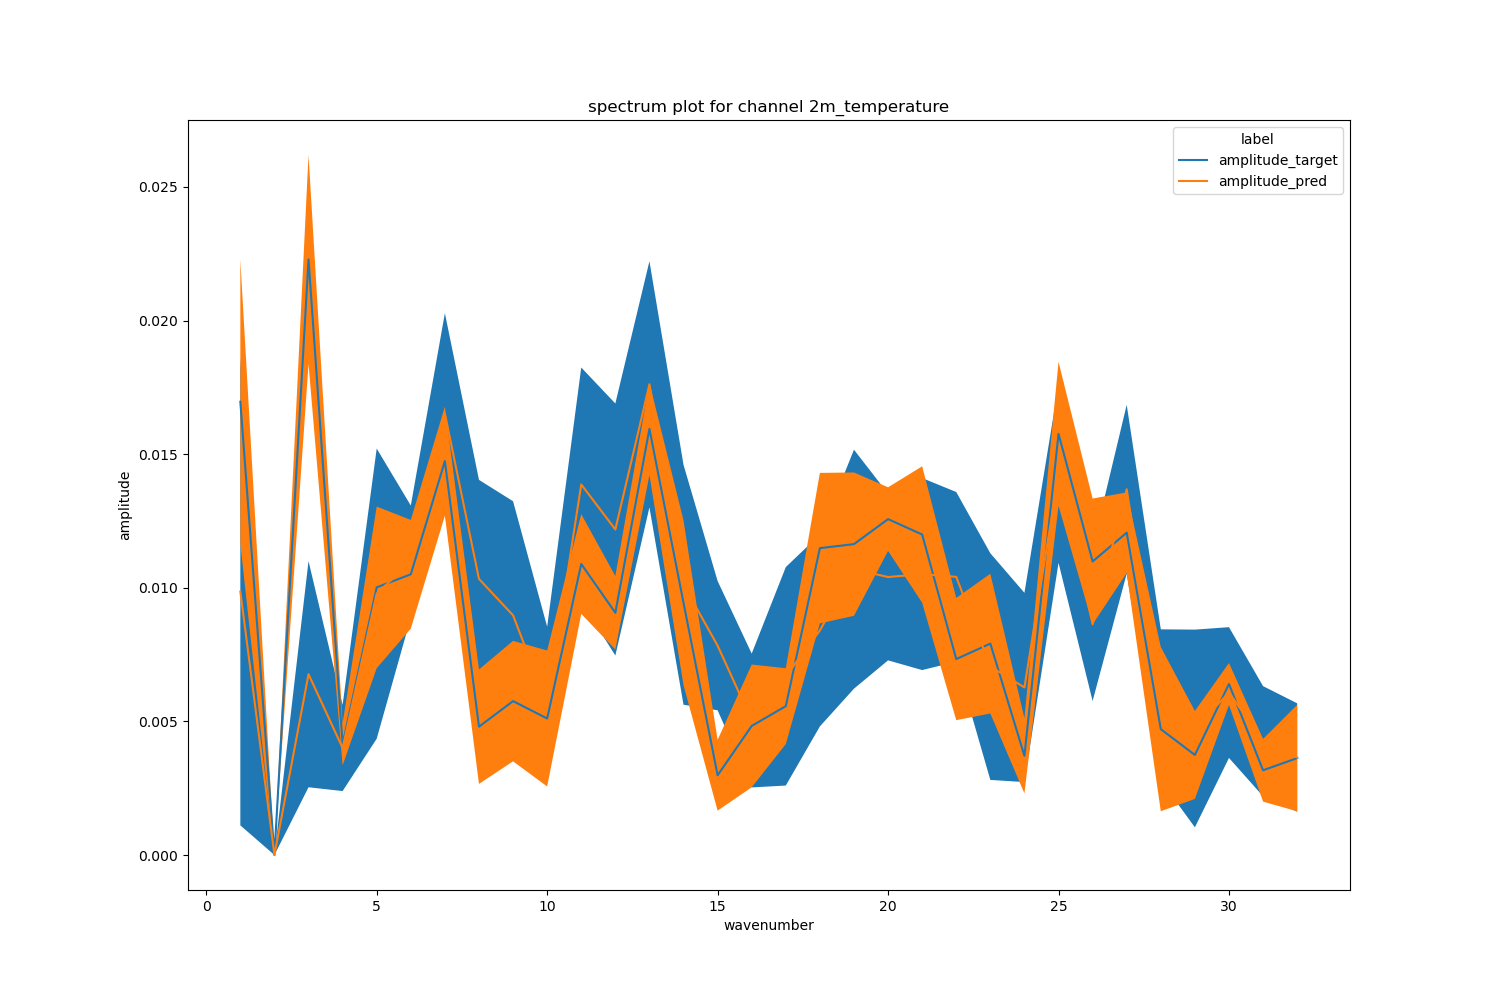 spectrum plot for channel 2m_temperature
label
amplitude_target
amplitude_pred
amplitude
0.025
0.020
0.015
0.010
0.005
0.000
0 5 10 15 20 25 30
wavenumber